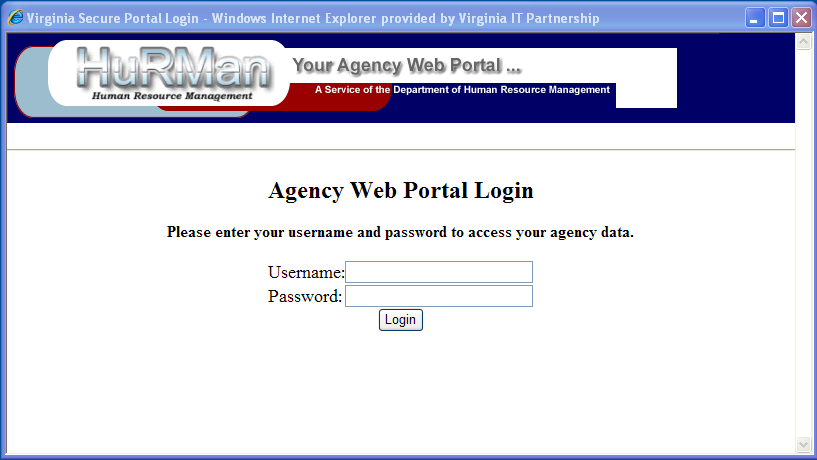 Virginia Secure Portal Login - Windows Internet Explorer provided by Virginia IT Partnership
HuRMan
Human Resource Management
Your Agency Web Portal ...
A Service of the Department of Human Resource Management
Agency Web Portal Login
Please enter your username and password to access your agency data.
Username:
Password:
Login